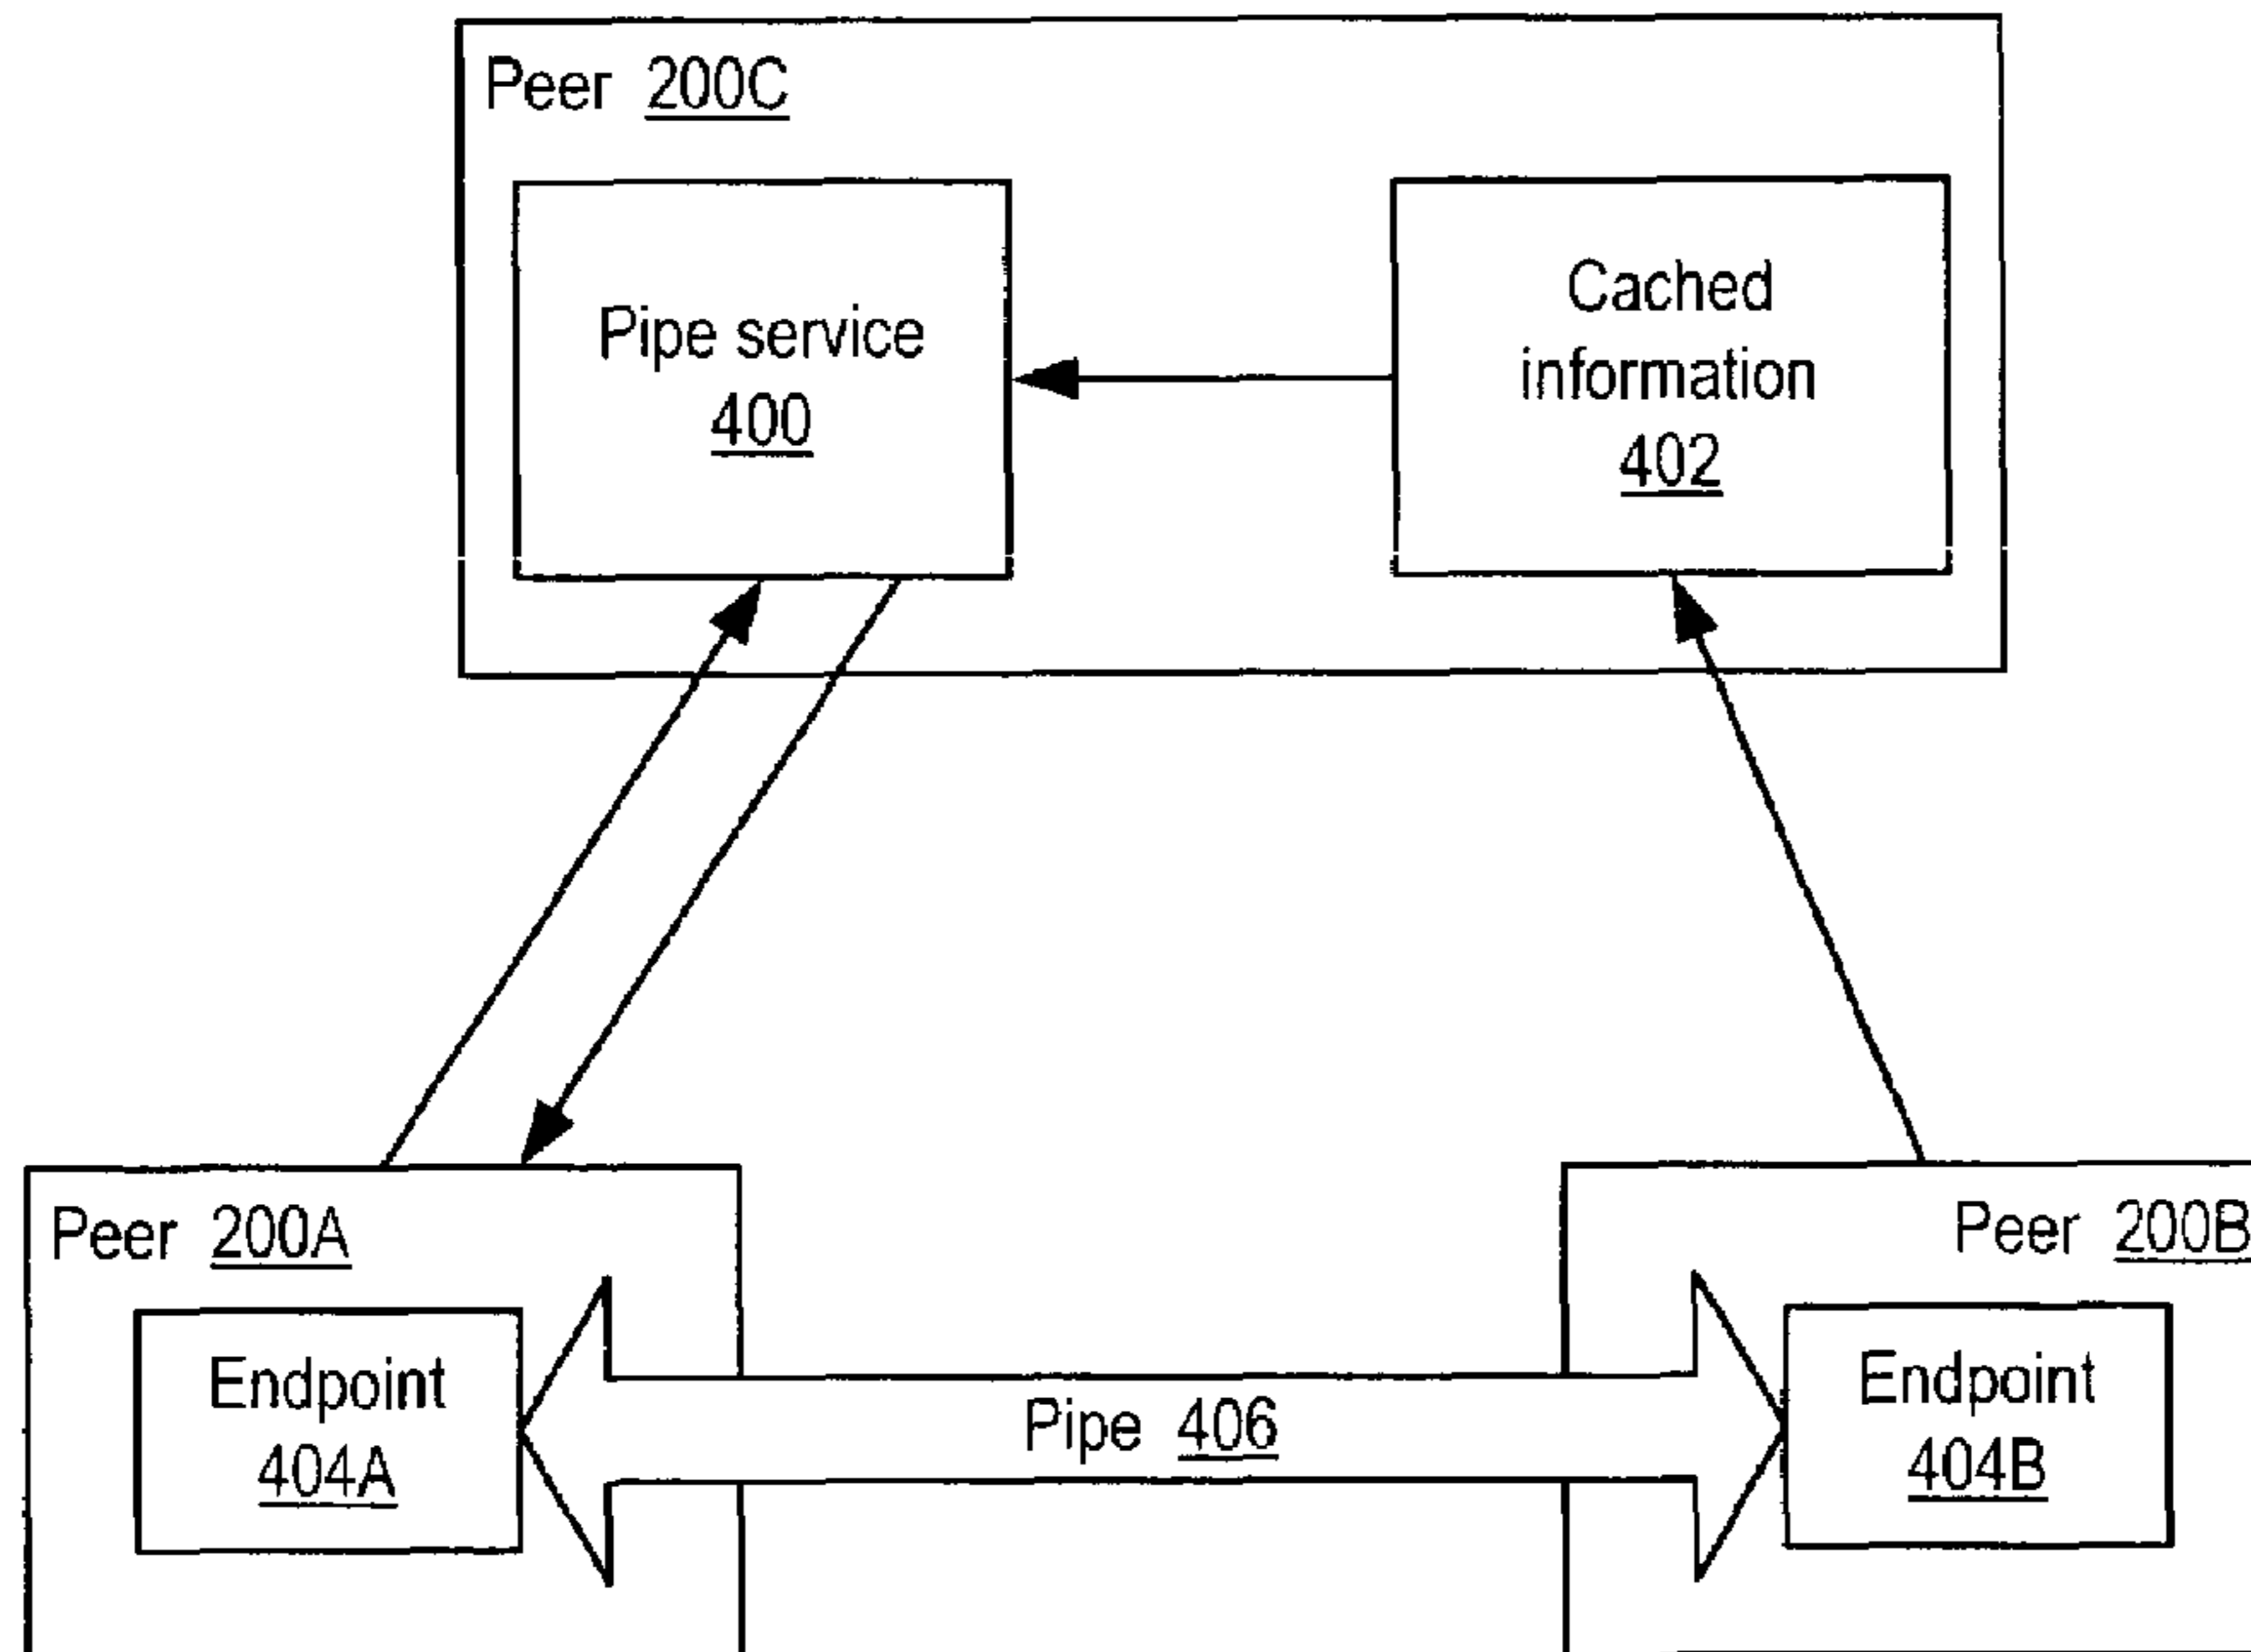 Peer 200C
Pipe service
400
Cached
information
402
Peer 200A
Peer 200B
Endpoint
404A
Pipe 406
Endpoint
404B